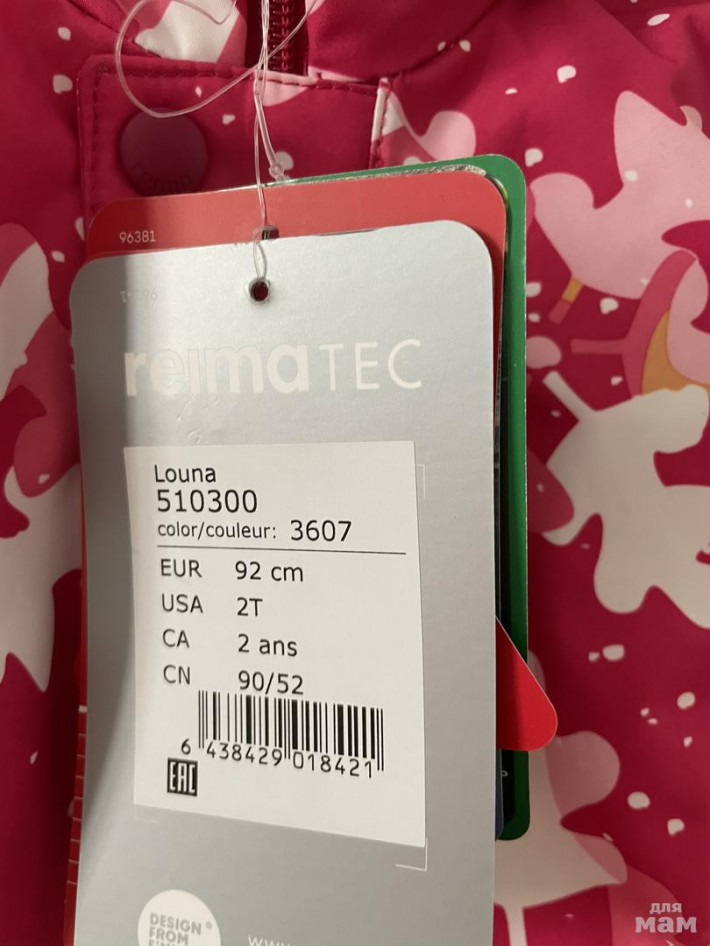 96381
reimaTEC
Louna
510300
color/couleur: 3607
EUR 92 cm
USA 2T
CA 2 ans
CN 90/52
6 438429 018421
EAC
DESIGN
FROM
для
мам